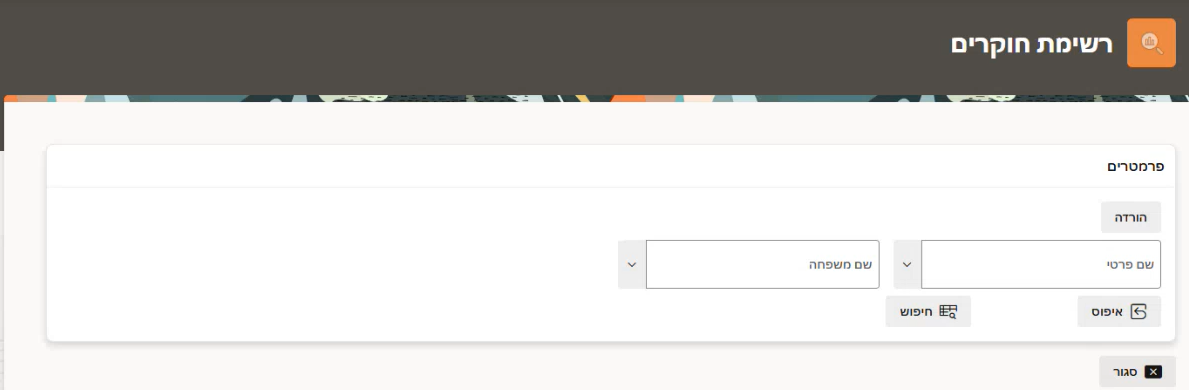 רשימת חוקרים
פרמטרים
הורדה
שם פרטי שם משפחה
איפוס חיפוש
סגור